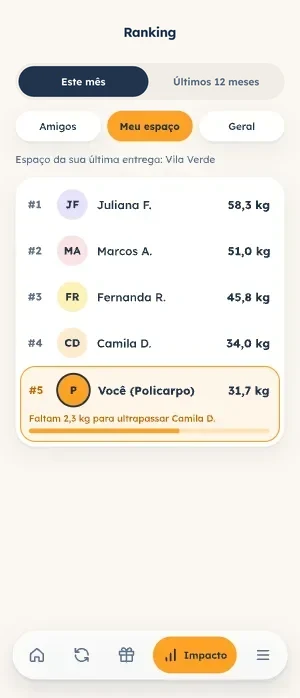 Ranking
Este mês
Últimos 12 meses
Amigos
Meu espaço
Geral
Espaço da sua última entrega: Vila Verde
#1 JF Juliana F. 58,3 kg
#2 MA Marcos A. 51,0 kg
#3 FR Fernanda R. 45,8 kg
#4 CD Camila D. 34,0 kg
#5 P Você (Policarpo) 31,7 kg
Faltam 2,3 kg para ultrapassar Camila D.
Impacto